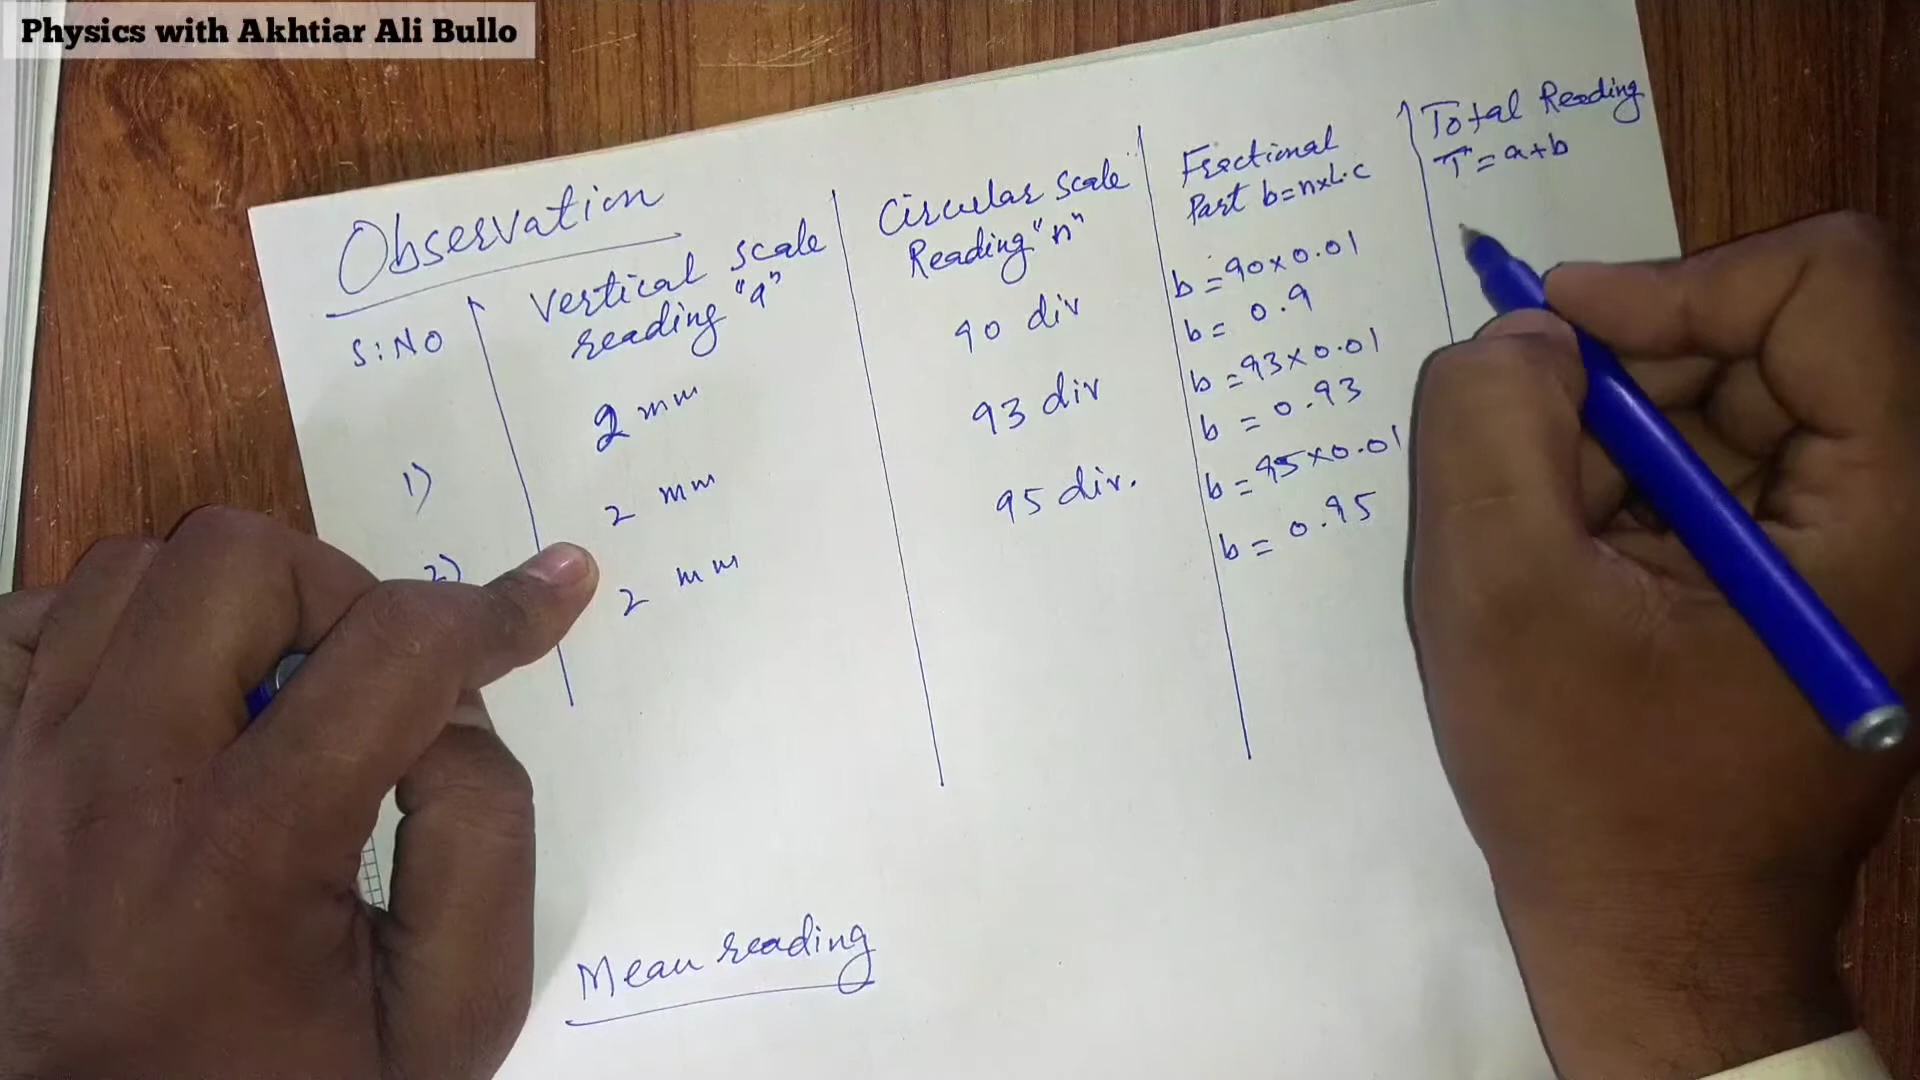 Physics with Akhtiar Ali Bullo
Observation
S:NO
Vertical scale
reading "a"
Circular Scale
Reading "n"
Fractional
Part b=n×L.c
Total Reading
T = a+b
1)
2)
2 mm
2 mm
2 mm
90 div
93 div
95 div.
b = 90×0.01
b = 0.9
b = 93×0.01
b = 0.93
b = 95×0.01
b = 0.95
Mean reading